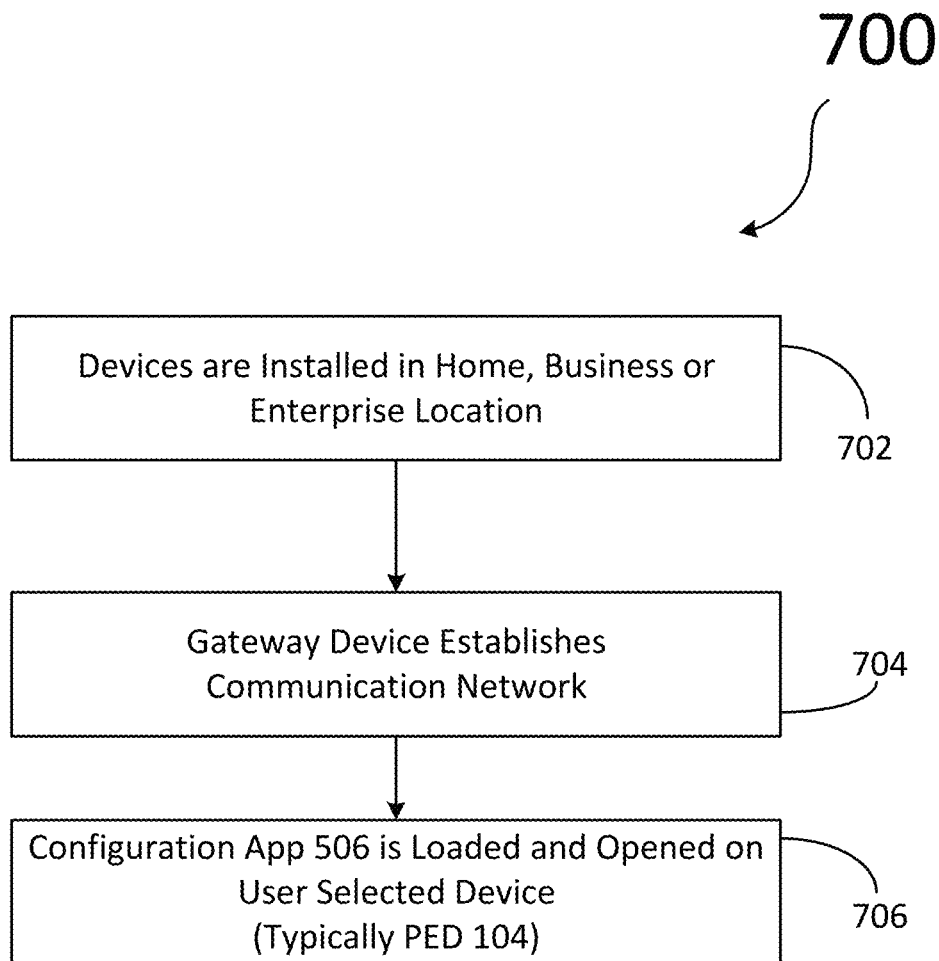 700
Devices are Installed in Home, Business or
Enterprise Location
702
Gateway Device Establishes
Communication Network
704
Configuration App 506 is Loaded and Opened on
User Selected Device
(Typically PED 104)
706